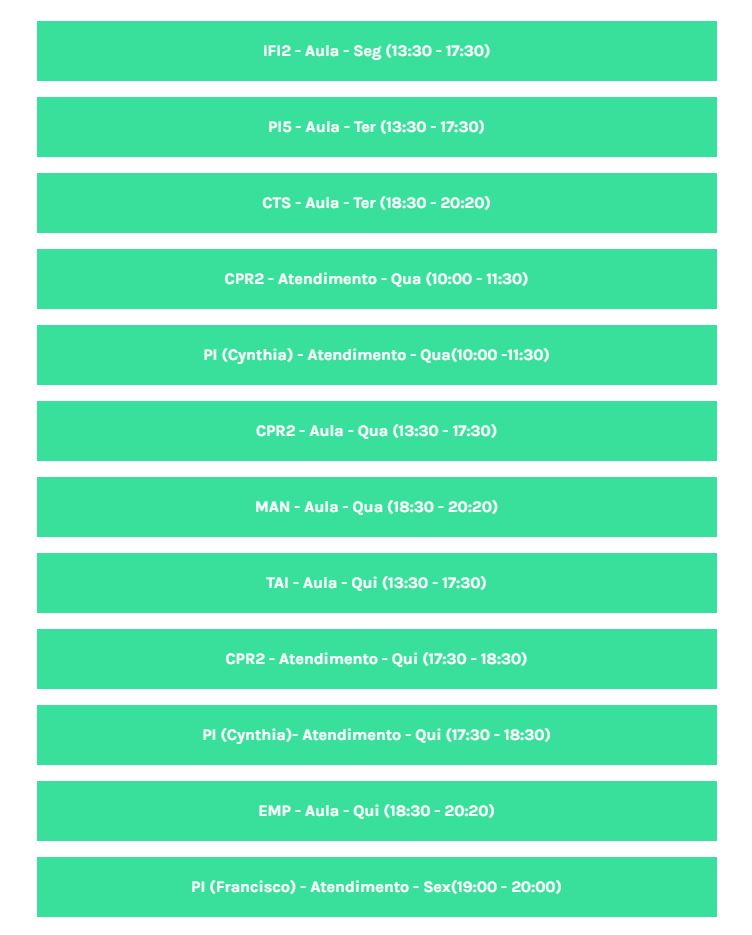 IFI2 - Aula - Seg (13:30 - 17:30)
PI5 - Aula - Ter (13:30 - 17:30)
CTS - Aula - Ter (18:30 - 20:20)
CPR2 - Atendimento - Qua (10:00 - 11:30)
PI (Cynthia) - Atendimento - Qua(10:00 -11:30)
CPR2 - Aula - Qua (13:30 - 17:30)
MAN - Aula - Qua (18:30 - 20:20)
TAI - Aula - Qui (13:30 - 17:30)
CPR2 - Atendimento - Qui (17:30 - 18:30)
PI (Cynthia)- Atendimento - Qui (17:30 - 18:30)
EMP - Aula - Qui (18:30 - 20:20)
PI (Francisco) - Atendimento - Sex(19:00 - 20:00)